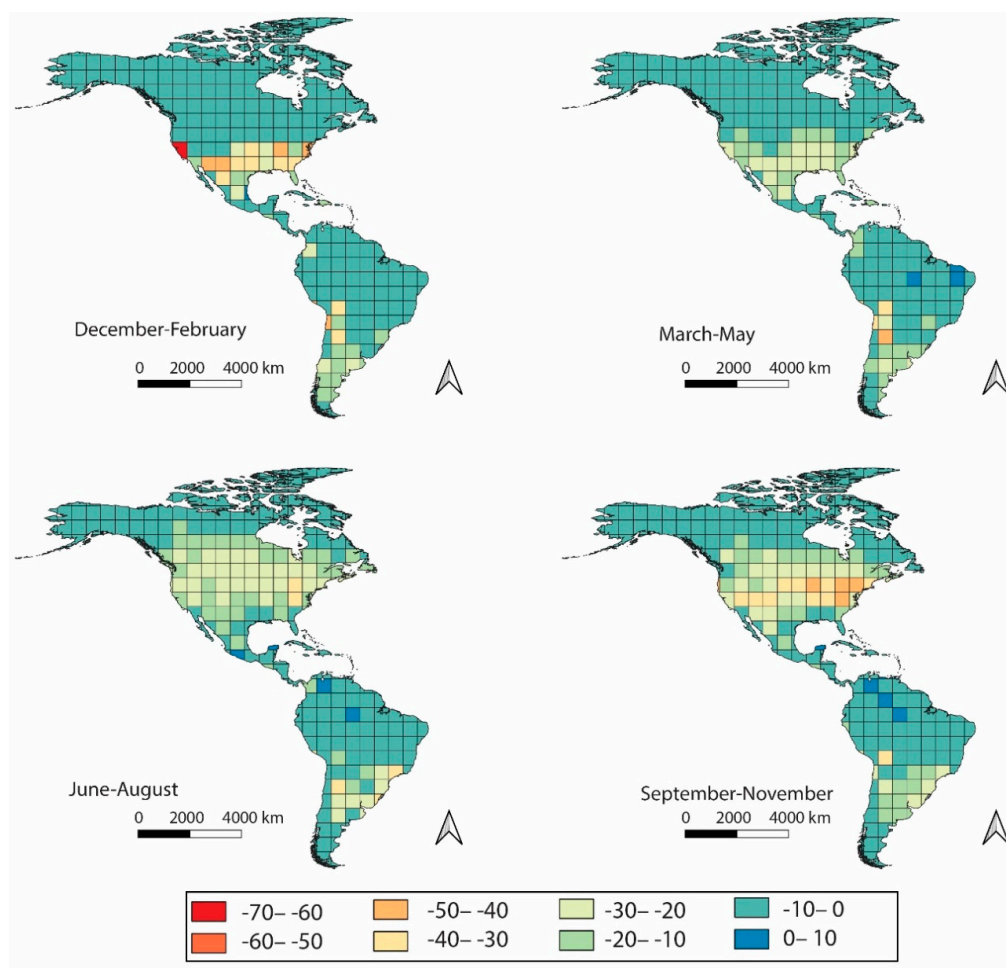 December-February
0 2000 4000 km
March-May
0 2000 4000 km
June-August
0 2000 4000 km
September-November
0 2000 4000 km
-70– -60 -50– -40 -30– -20 -10– 0
-60– -50 -40– -30 -20– -10 0– 10